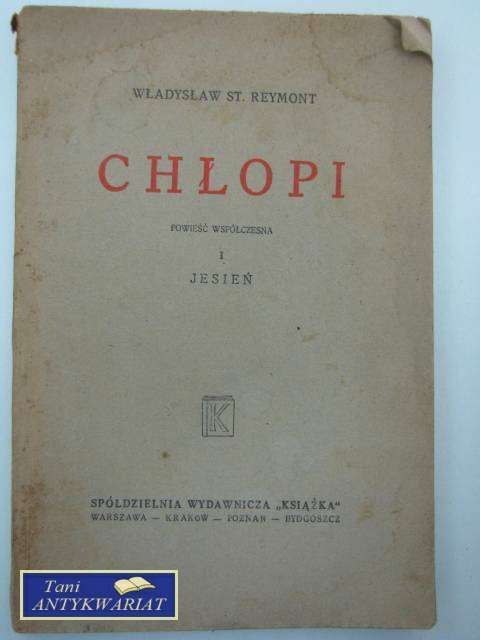 WŁADYSŁAW ST. REYMONT
CHŁOPI
POWIEŚĆ WSPÓŁCZESNA
I
JESIEŃ
K
SPÓŁDZIELNIA WYDAWNICZA „KSIĄŻKA"
WARSZAWA — KRAKÓW — POZNAŃ — BYDGOSZCZ
Tani
ANTYKWARIAT